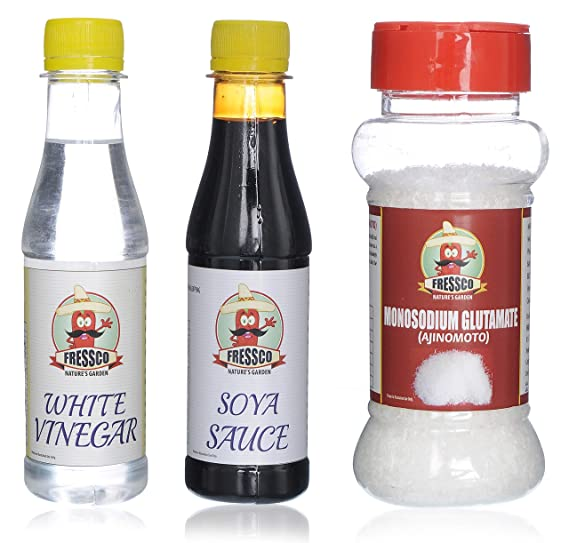 FRESSCO
NATURE'S GARDEN
WHITE
VINEGAR
FRESSCO
NATURE'S GARDEN
SOYA
SAUCE
FRESSCO
NATURE'S GARDEN
MONOSODIUM GLUTAMATE
(AJINOMOTO)